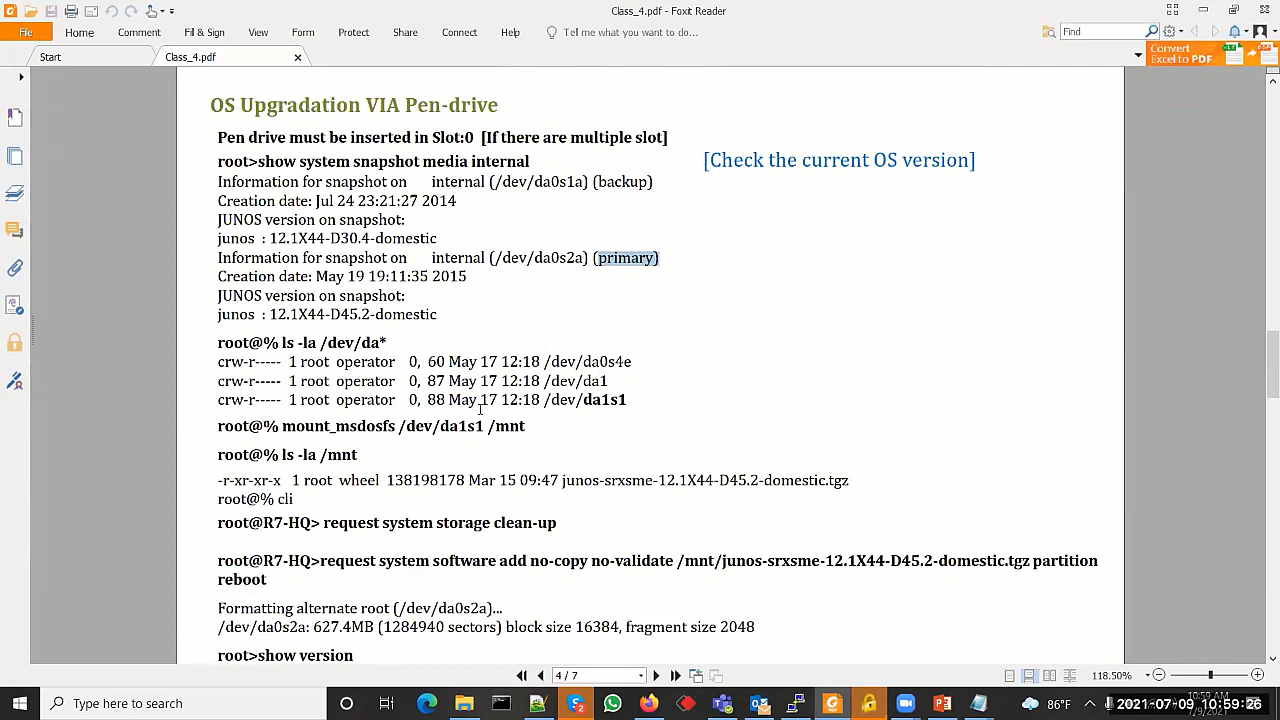 Class_4.pdf - Foxit Reader
File Home Comment Fill & Sign View Form Protect Share Connect Help Tell me what you want to do... Find
Start Class_4.pdf Convert Excel to PDF
OS Upgradation VIA Pen-drive
Pen drive must be inserted in Slot:0 [If there are multiple slot]
root>show system snapshot media internal [Check the current OS version]
Information for snapshot on internal (/dev/da0s1a) (backup)
Creation date: Jul 24 23:21:27 2014
JUNOS version on snapshot:
junos : 12.1X44-D30.4-domestic
Information for snapshot on internal (/dev/da0s2a) (primary)
Creation date: May 19 19:11:35 2015
JUNOS version on snapshot:
junos : 12.1X44-D45.2-domestic
root@% ls -la /dev/da*
crw-r----- 1 root operator 0, 60 May 17 12:18 /dev/da0s4e
crw-r----- 1 root operator 0, 87 May 17 12:18 /dev/da1
crw-r----- 1 root operator 0, 88 May 17 12:18 /dev/da1s1
root@% mount_msdosfs /dev/da1s1 /mnt
root@% ls -la /mnt
-r-xr-xr-x 1 root wheel 138198178 Mar 15 09:47 junos-srxsme-12.1X44-D45.2-domestic.tgz
root@% cli
root@R7-HQ> request system storage clean-up
root@R7-HQ>request system software add no-copy no-validate /mnt/junos-srxsme-12.1X44-D45.2-domestic.tgz partition
reboot
Formatting alternate root (/dev/da0s2a)...
/dev/da0s2a: 627.4MB (1284940 sectors) block size 16384, fragment size 2048
root>show version
4 / 7 118.50%
Type here to search 86°F 10:59 AM
2021-07-09 10:59:26